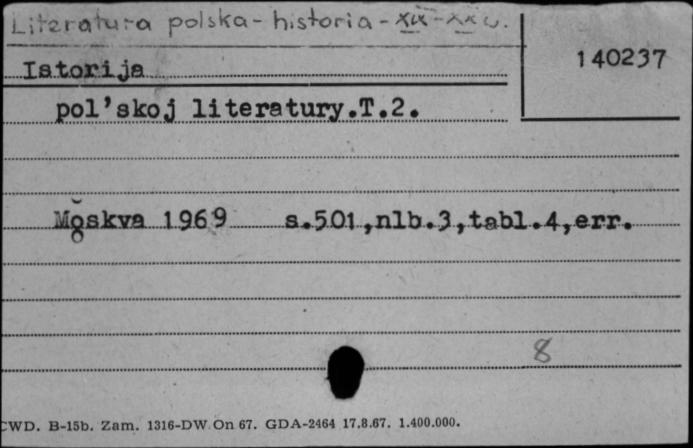 Literatura polska - historia - XIX-XX w.
140237
Istorija
pol'skoj literatury.T.2.
Moskva 1969 s.501,nlb.3,tabl.4,err.
8
CWD. B-15b. Zam. 1316-DW On 67. GDA-2464 17.8.67. 1.400.000.